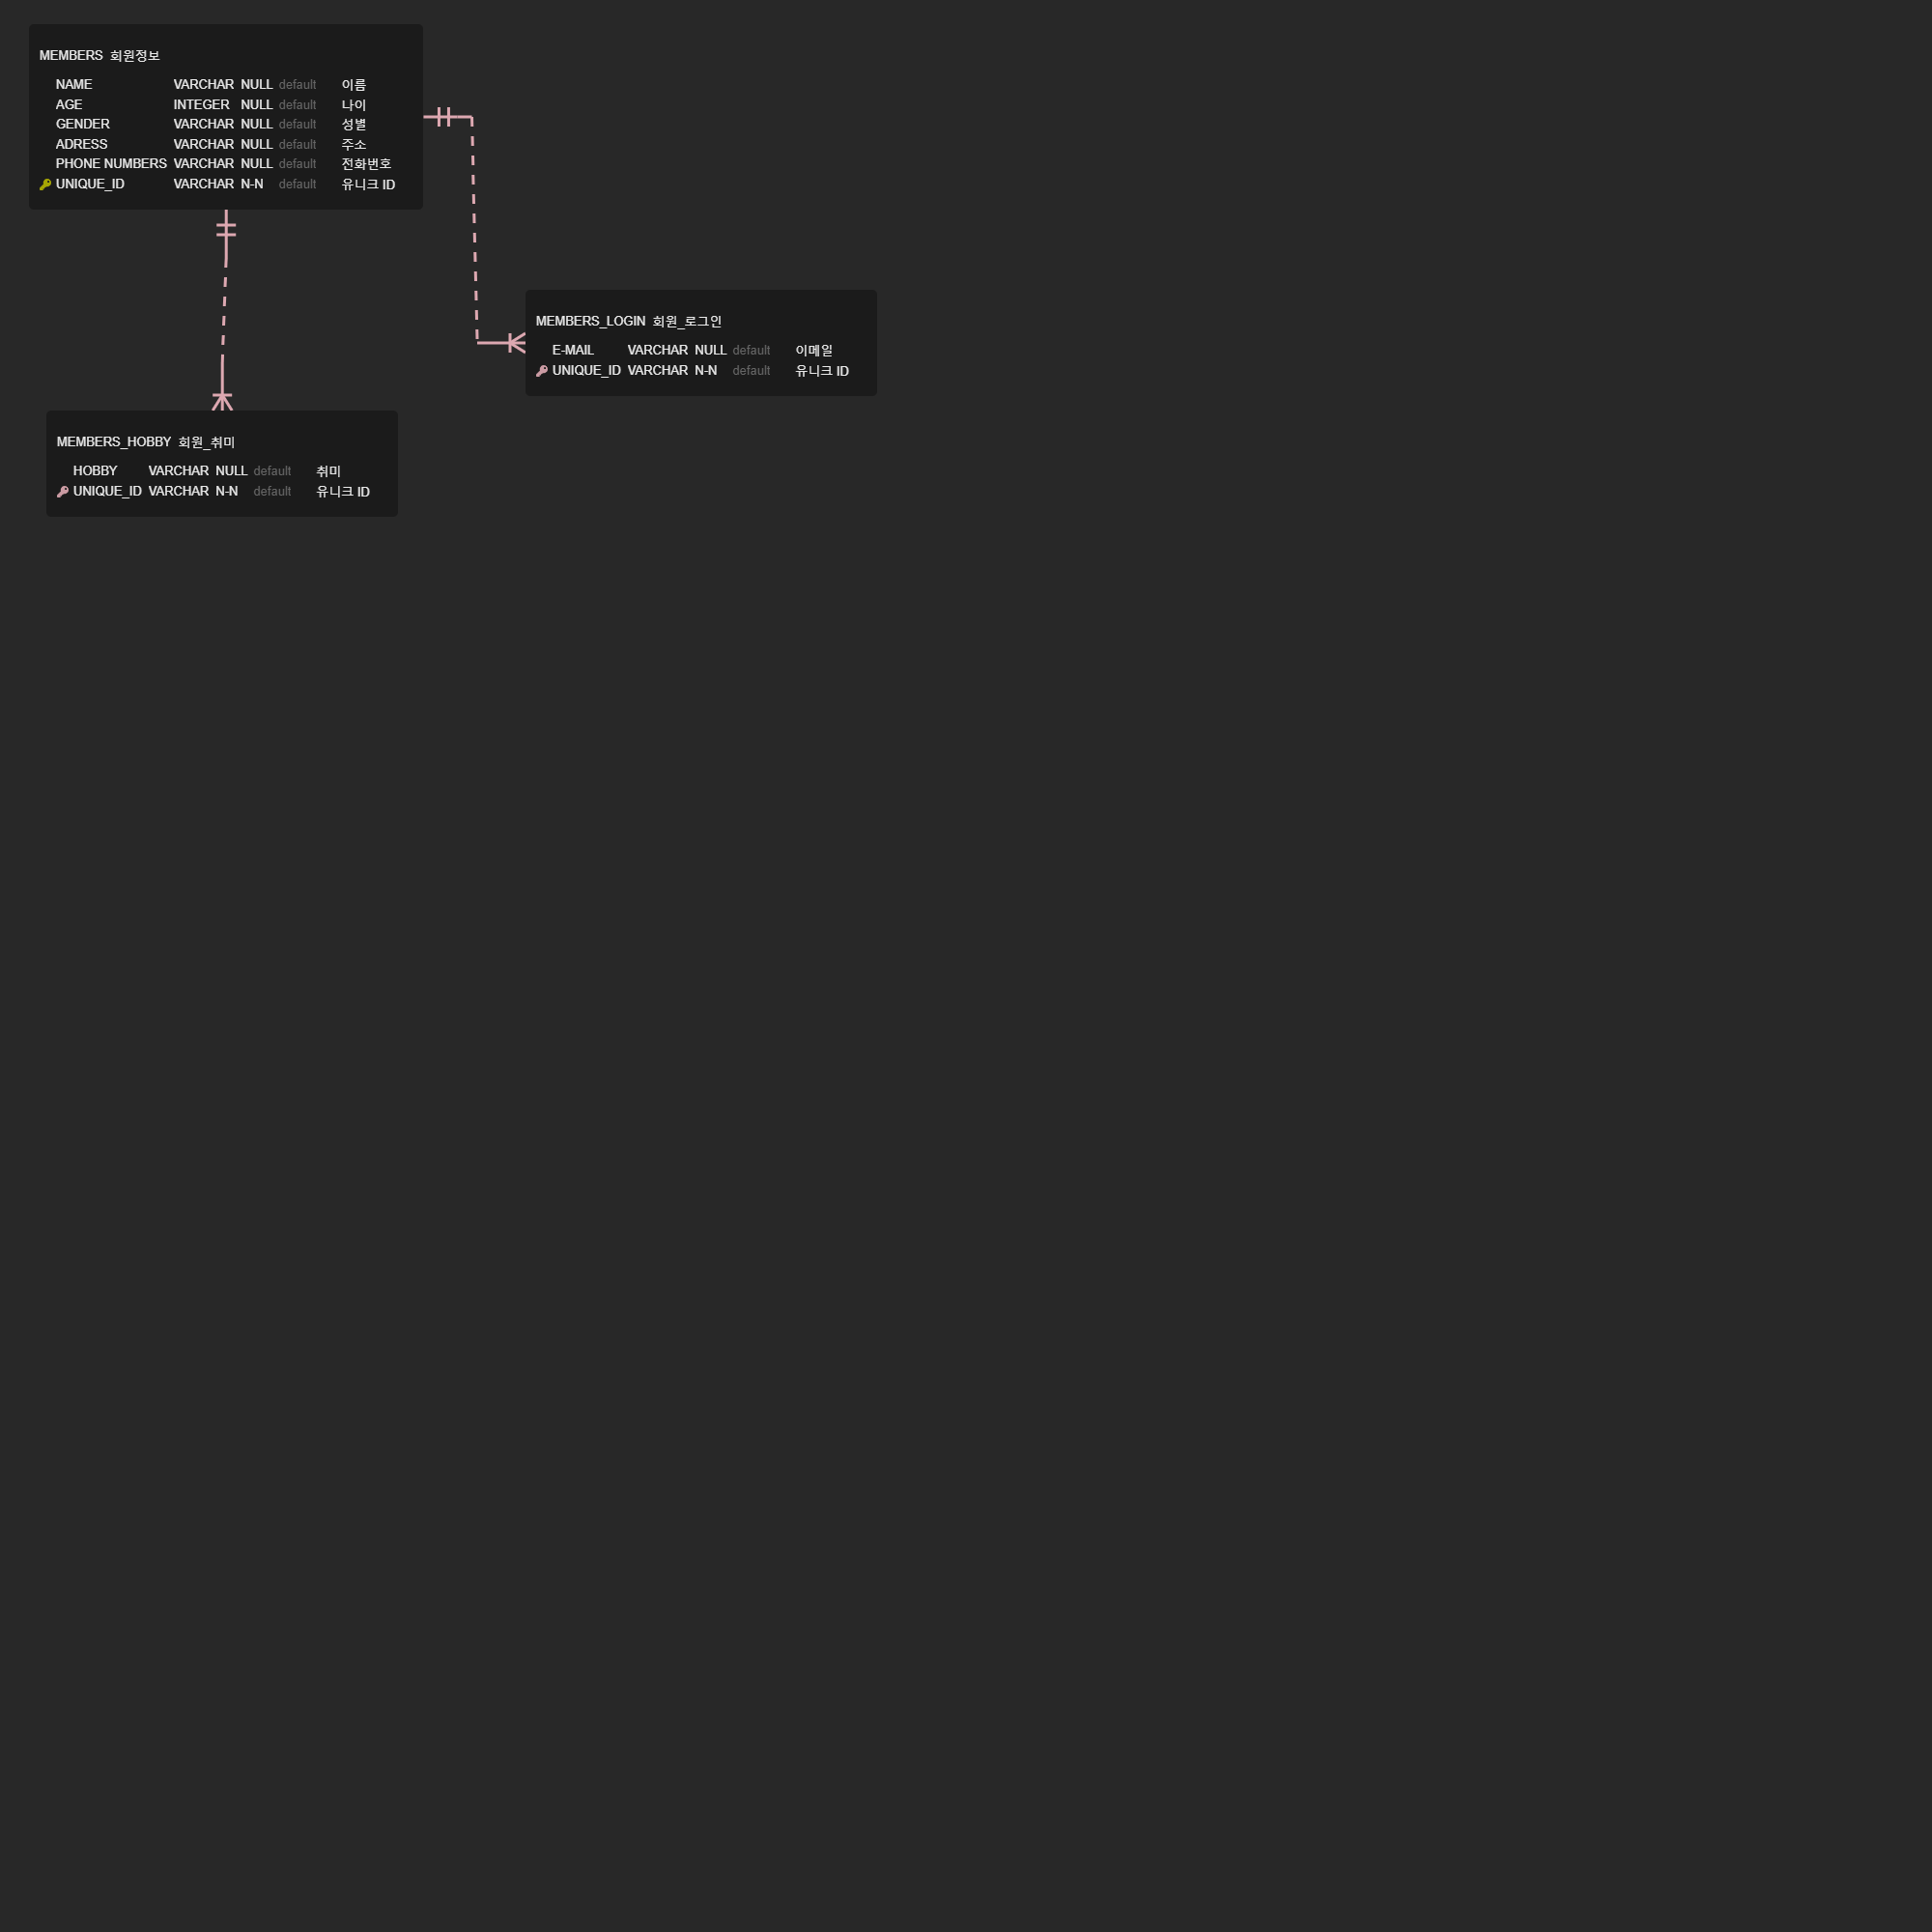 MEMBERS 회원정보
NAME VARCHAR NULL default 이름
AGE INTEGER NULL default 나이
GENDER VARCHAR NULL default 성별
ADRESS VARCHAR NULL default 주소
PHONE NUMBERS VARCHAR NULL default 전화번호
UNIQUE_ID VARCHAR N-N default 유니크 ID
MEMBERS_LOGIN 회원_로그인
E-MAIL VARCHAR NULL default 이메일
UNIQUE_ID VARCHAR N-N default 유니크 ID
MEMBERS_HOBBY 회원_취미
HOBBY VARCHAR NULL default 취미
UNIQUE_ID VARCHAR N-N default 유니크 ID